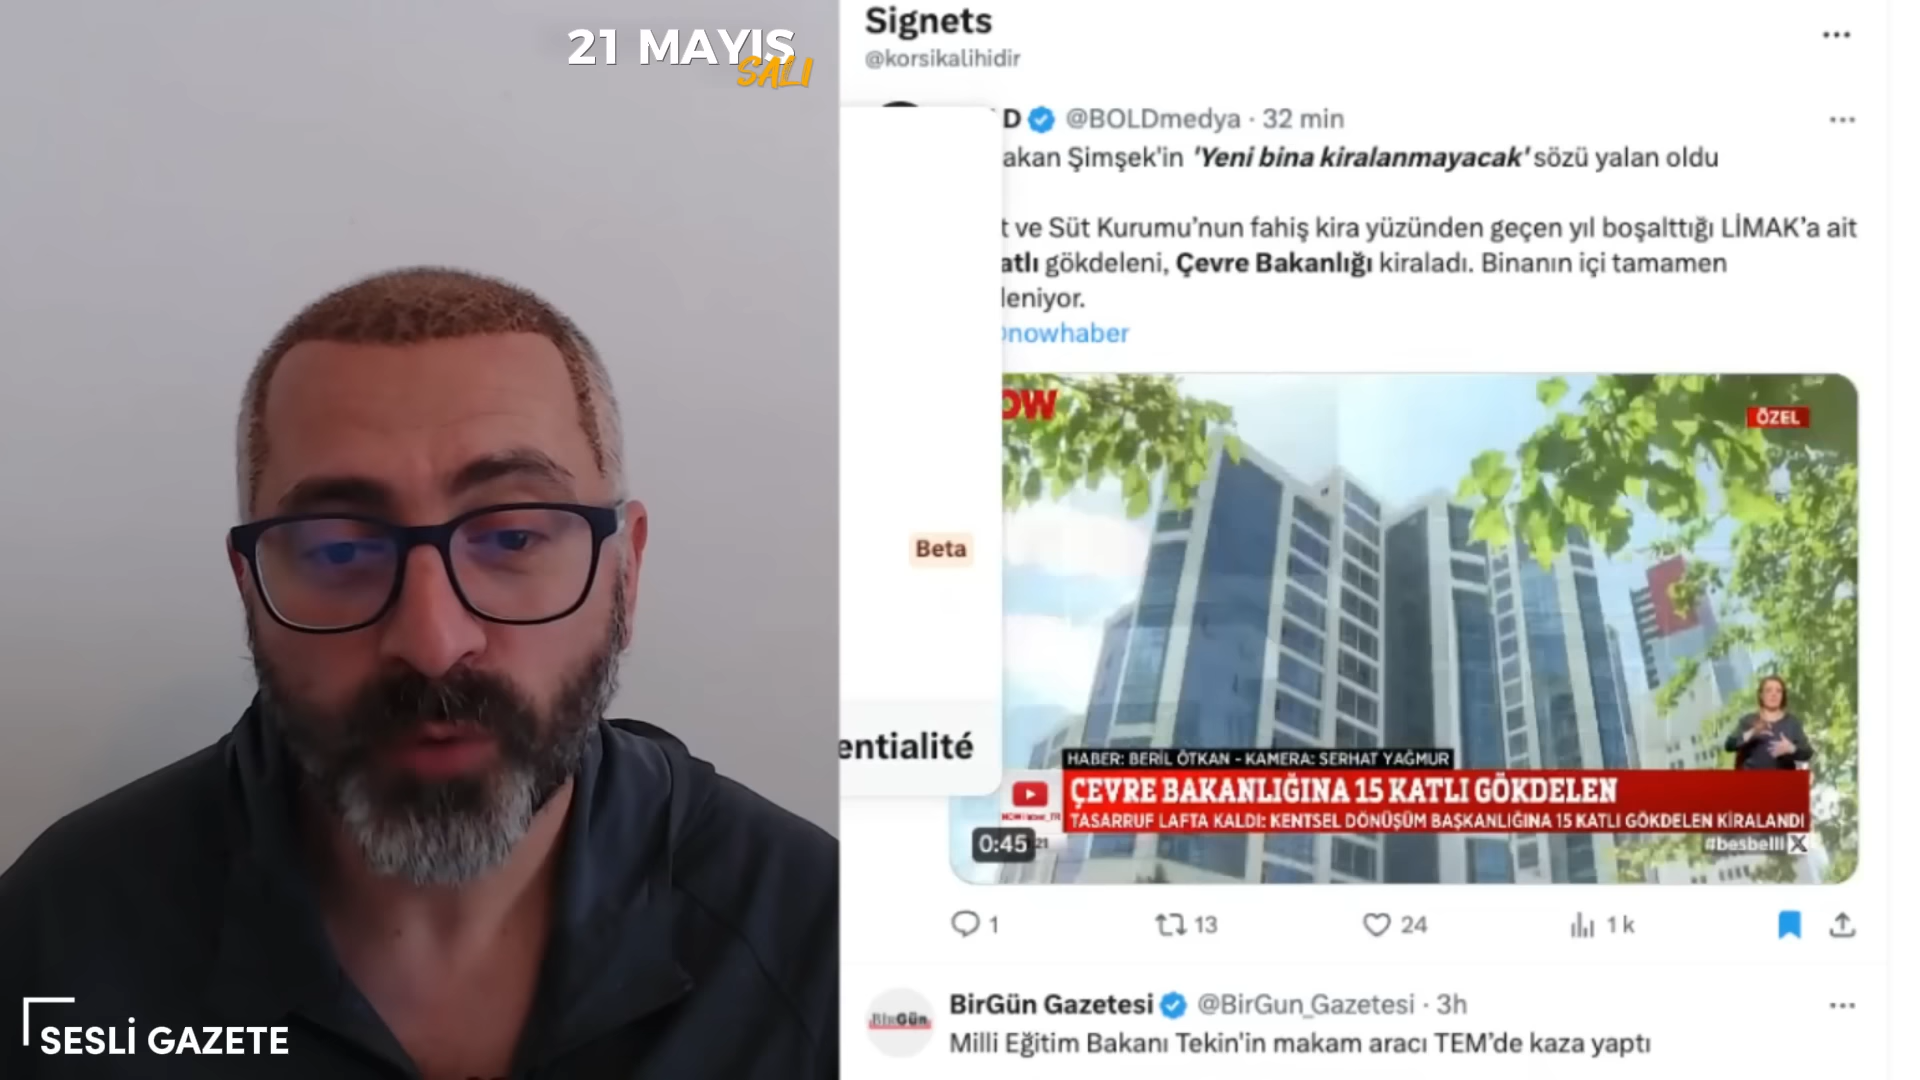 21 MAYIS
SALI
SESLİ GAZETE
Signets
@korsikalihidir
D @BOLDmedya · 32 min
akan Şimşek'in 'Yeni bina kiralanmayacak' sözü yalan oldu
t ve Süt Kurumu’nun fahiş kira yüzünden geçen yıl boşalttığı LİMAK’a ait
atlı gökdeleni, Çevre Bakanlığı kiraladı. Binanın içi tamamen
leniyor.
nowhaber
Beta
entialité
OW
ÖZEL
HABER: BERİL ÖTKAN - KAMERA: SERHAT YAĞMUR
ÇEVRE BAKANLIĞINA 15 KATLI GÖKDELEN
TASARRUF LAFTA KALDI: KENTSEL DÖNÜŞÜM BAŞKANLIĞINA 15 KATLI GÖKDELEN KİRALANDI
0:45
#besbelli X
1 13 24 1 k
BirGün
BirGün Gazetesi @BirGun_Gazetesi · 3h
Milli Eğitim Bakanı Tekin'in makam aracı TEM’de kaza yaptı